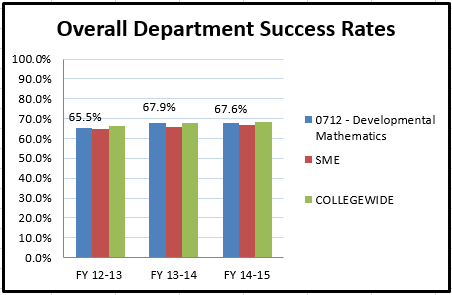 Overall Department Success Rates
100.0%
90.0%
80.0%
70.0%
60.0%
50.0%
40.0%
30.0%
20.0%
10.0%
0.0%
65.5%
67.9%
67.6%
FY 12-13
FY 13-14
FY 14-15
0712 - Developmental
Mathematics
SME
COLLEGEWIDE